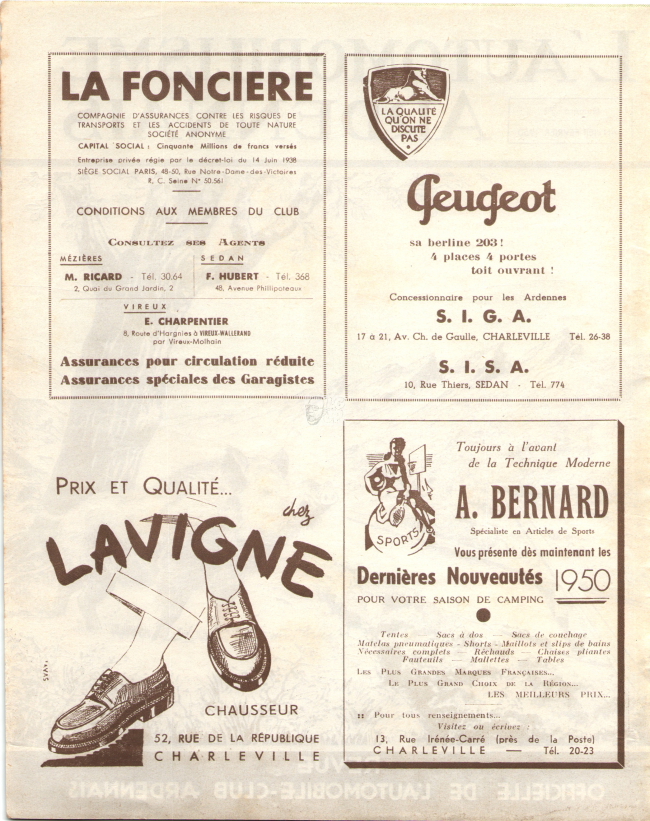 LA FONCIERE
COMPAGNIE D'ASSURANCES CONTRE LES RISQUES DE
TRANSPORTS ET LES ACCIDENTS DE TOUTE NATURE
SOCIÉTÉ ANONYME
CAPITAL SOCIAL : Cinquante Millions de francs versés
Entreprise privée régie par le décret-loi du 14 Juin 1938
SIÈGE SOCIAL PARIS, 48-50, Rue Notre-Dame-des-Victoires
R. C. Seine N° 50.561
CONDITIONS AUX MEMBRES DU CLUB
CONSULTEZ SES AGENTS
MÉZIÈRES
M. RICARD - Tél. 30.64
2, Quai du Grand Jardin, 2
SEDAN
F. HUBERT - Tél. 368
48, Avenue Philippoteaux
VIREUX
E. CHARPENTIER
8, Route d'Hargnies à VIREUX-WALLERAND
par Vireux-Molhain
Assurances pour circulation réduite
Assurances spéciales des Garagistes
LA QUALITÉ
QU'ON NE
DISCUTE
PAS
Peugeot
sa berline 203!
4 places 4 portes
toit ouvrant !
Concessionnaire pour les Ardennes
S. I. G. A.
17 à 21, Av. Ch. de Gaulle, CHARLEVILLE Tél. 26-38
S. I. S. A.
10, Rue Thiers, SEDAN - Tél. 774
PRIX ET QUALITÉ...
chez
LAVIGNE
CHAUSSEUR
52, RUE DE LA RÉPUBLIQUE
CHARLEVILLE
SPORTS
Toujours à l'avant
de la Technique Moderne
A. BERNARD
Spécialiste en Articles de Sports
Vous présente dès maintenant les
Dernières Nouveautés 1950
POUR VOTRE SAISON DE CAMPING
Tentes Sacs à dos — Sacs de couchage
Matelas pneumatiques - Shorts - Maillots et slips de bains
Nécessaires complets — Réchauds — Chaises pliantes
Fauteuils — Mallettes — Tables
LES PLUS GRANDES MARQUES FRANÇAISES...
LE PLUS GRAND CHOIX DE LA RÉGION...
LES MEILLEURS PRIX...
:: Pour tous renseignements...
Visitez ou écrivez :
13, Rue Irénée-Carré (près de la Poste)
CHARLEVILLE — Tél. 20-23